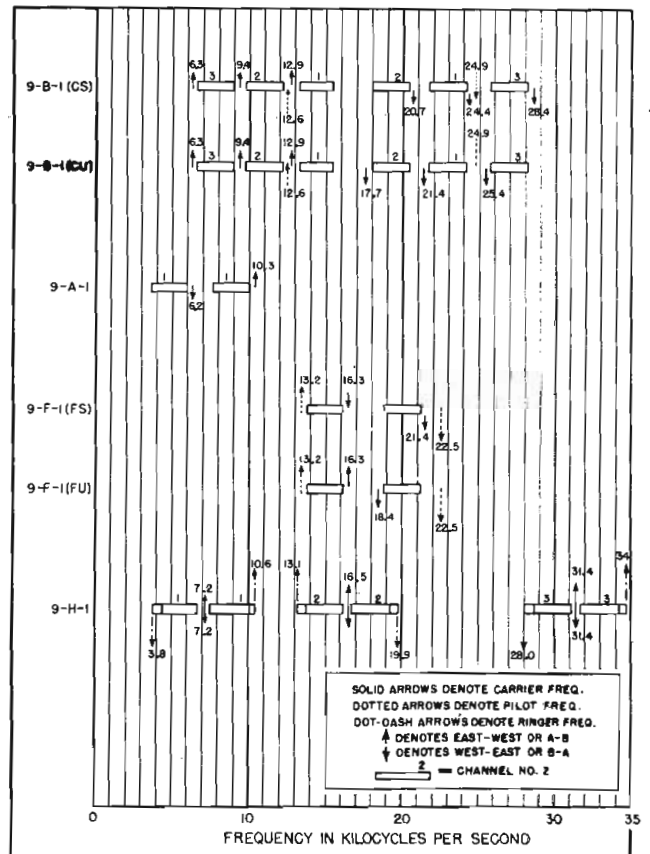 24.9
6.3 9.4 12.9
9-B-1 (CS) 3 2 1 2 1 3
20.7 24.4 28.4
12.6
24.9
6.3 9.4 12.9
9-B-1 (CU) 3 2 1 2 1 3
12.6 17.7 21.4 25.4
10.3
9-A-1 1 1
6.2
13.2 16.3
9-F-1 (FS)
21.4
22.5
13.2 16.3
9-F-1 (FU)
18.4
22.5
10.6 13.1 34
7.2 16.5 31.4
9-H-1 1 1 2 2 3 3
7.2 31.4
3.8 19.9 28.0
SOLID ARROWS DENOTE CARRIER FREQ.
DOTTED ARROWS DENOTE PILOT FREQ.
DOT-DASH ARROWS DENOTE RINGER FREQ.
DENOTES EAST-WEST OR A-B
DENOTES WEST-EAST OR B-A
2
= CHANNEL NO. 2
0 10 20 30 35
FREQUENCY IN KILOCYCLES PER SECOND